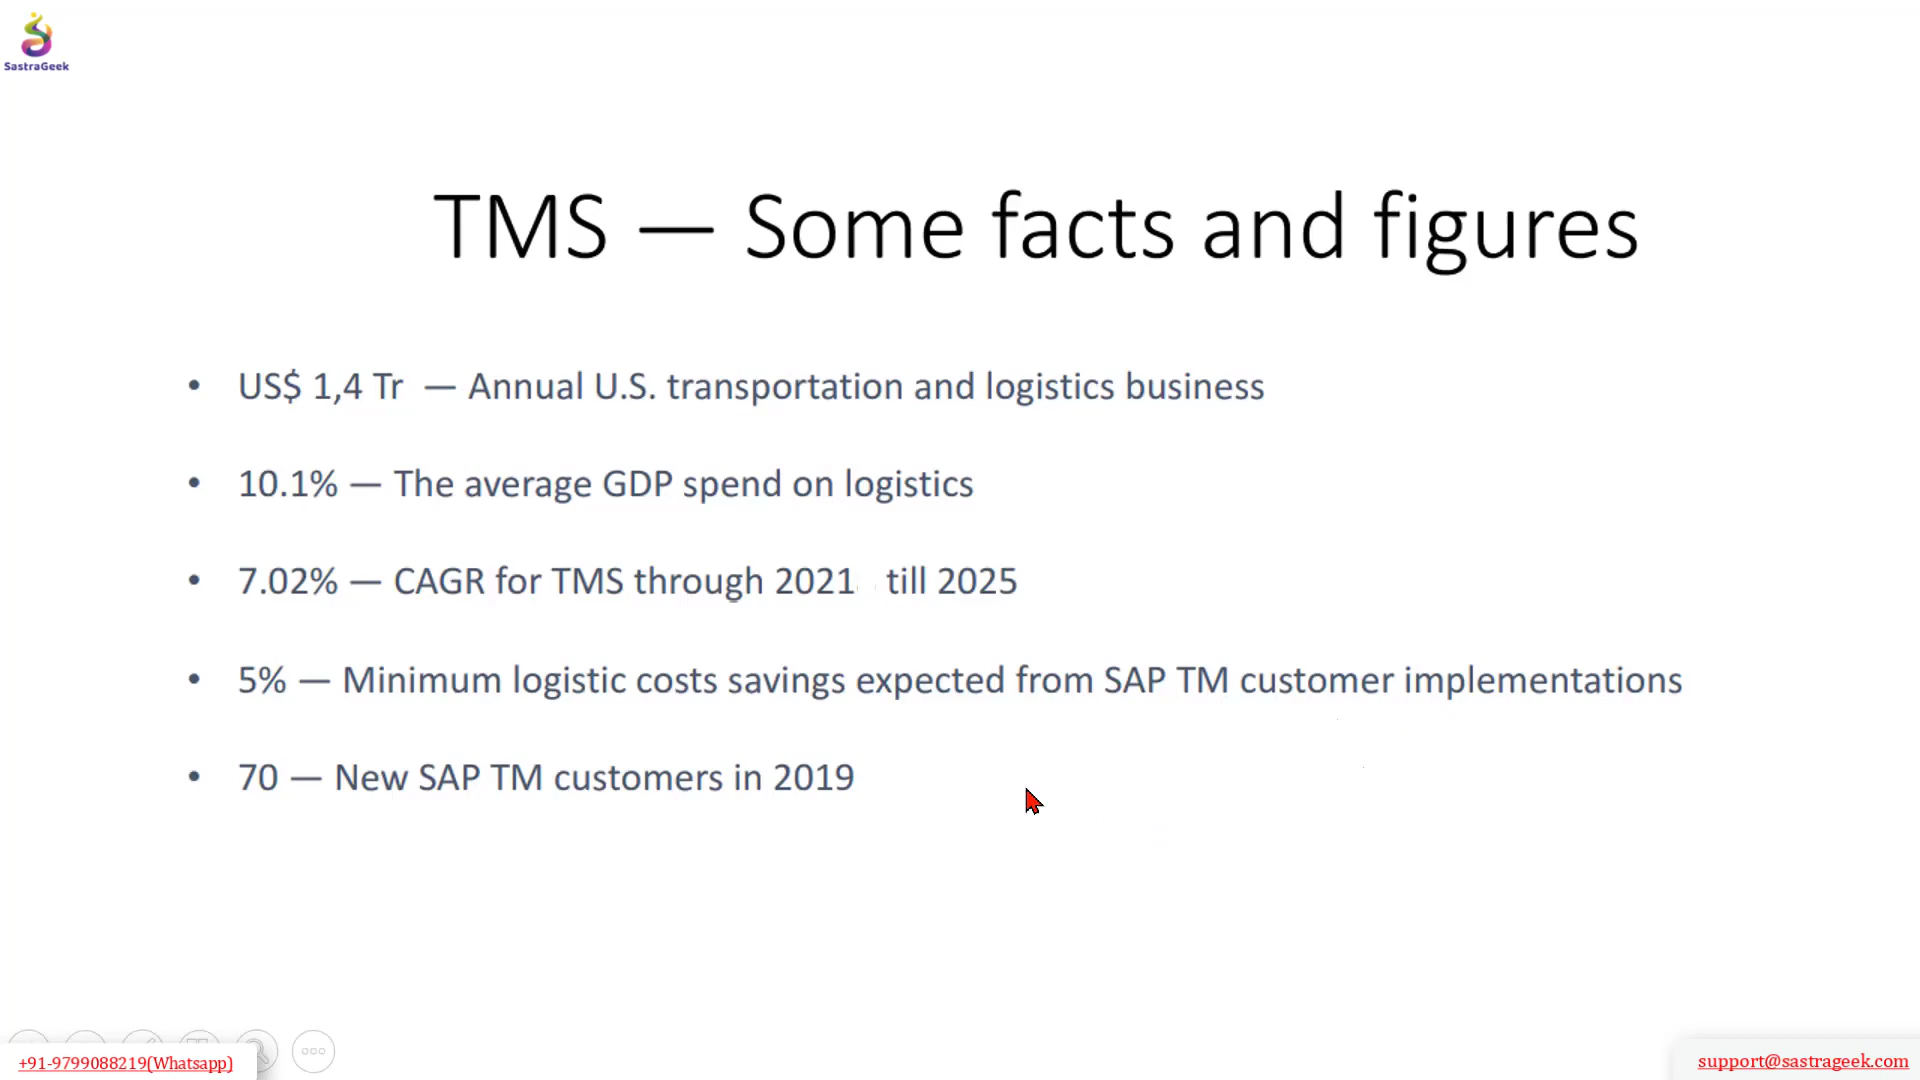 SastraGeek
TMS — Some facts and figures
• US$ 1,4 Tr — Annual U.S. transportation and logistics business
• 10.1% — The average GDP spend on logistics
• 7.02% — CAGR for TMS through 2021 till 2025
• 5% — Minimum logistic costs savings expected from SAP TM customer implementations
• 70 — New SAP TM customers in 2019
+91-9799088219(Whatsapp)
support@sastrageek.com